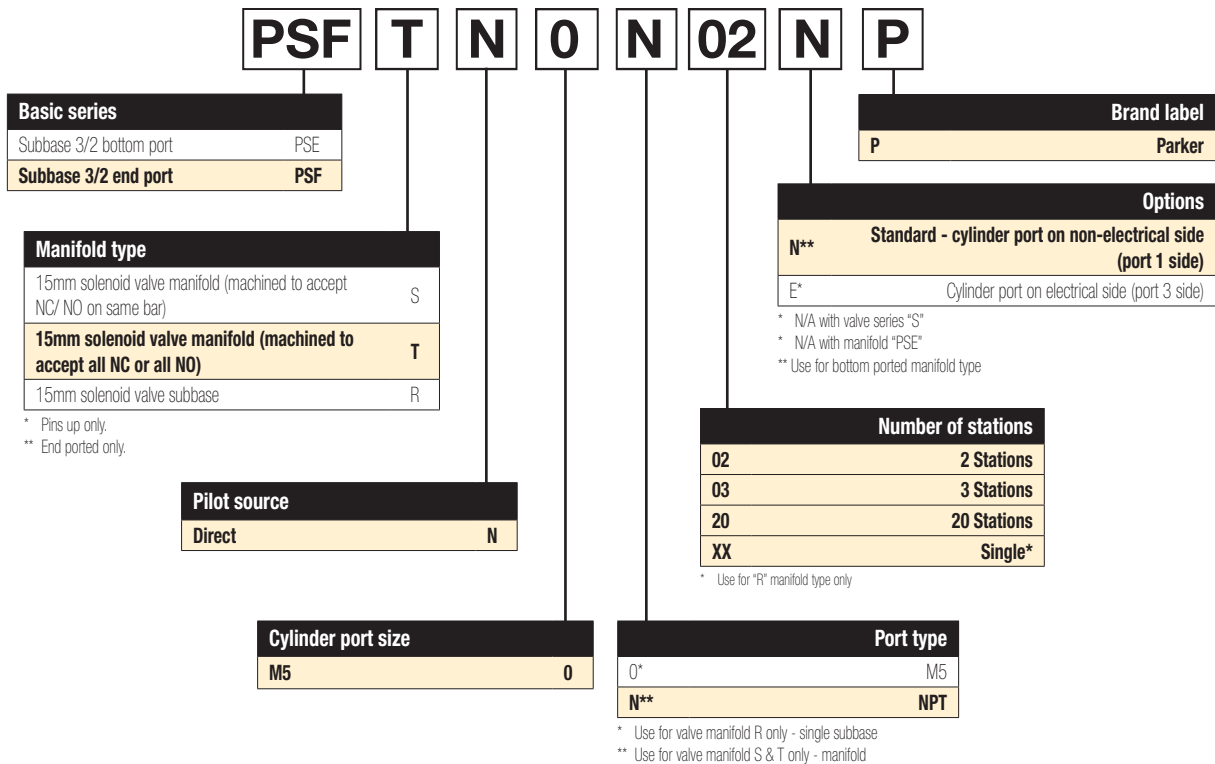 PSF T N 0 N 02 N P
Basic series
Subbase 3/2 bottom port PSE
Subbase 3/2 end port PSF
Brand label
P Parker
Options
N** Standard - cylinder port on non-electrical side
(port 1 side)
E* Cylinder port on electrical side (port 3 side)
* N/A with valve series “S”
* N/A with manifold “PSE”
** Use for bottom ported manifold type
Manifold type
15mm solenoid valve manifold (machined to accept
NC/ NO on same bar) S
15mm solenoid valve manifold (machined to
accept all NC or all NO) T
15mm solenoid valve subbase R
* Pins up only.
** End ported only.
Number of stations
02 2 Stations
03 3 Stations
20 20 Stations
XX Single*
* Use for “R” manifold type only
Pilot source
Direct N
Cylinder port size
M5 0
Port type
0* M5
N** NPT
* Use for valve manifold R only - single subbase
** Use for valve manifold S & T only - manifold